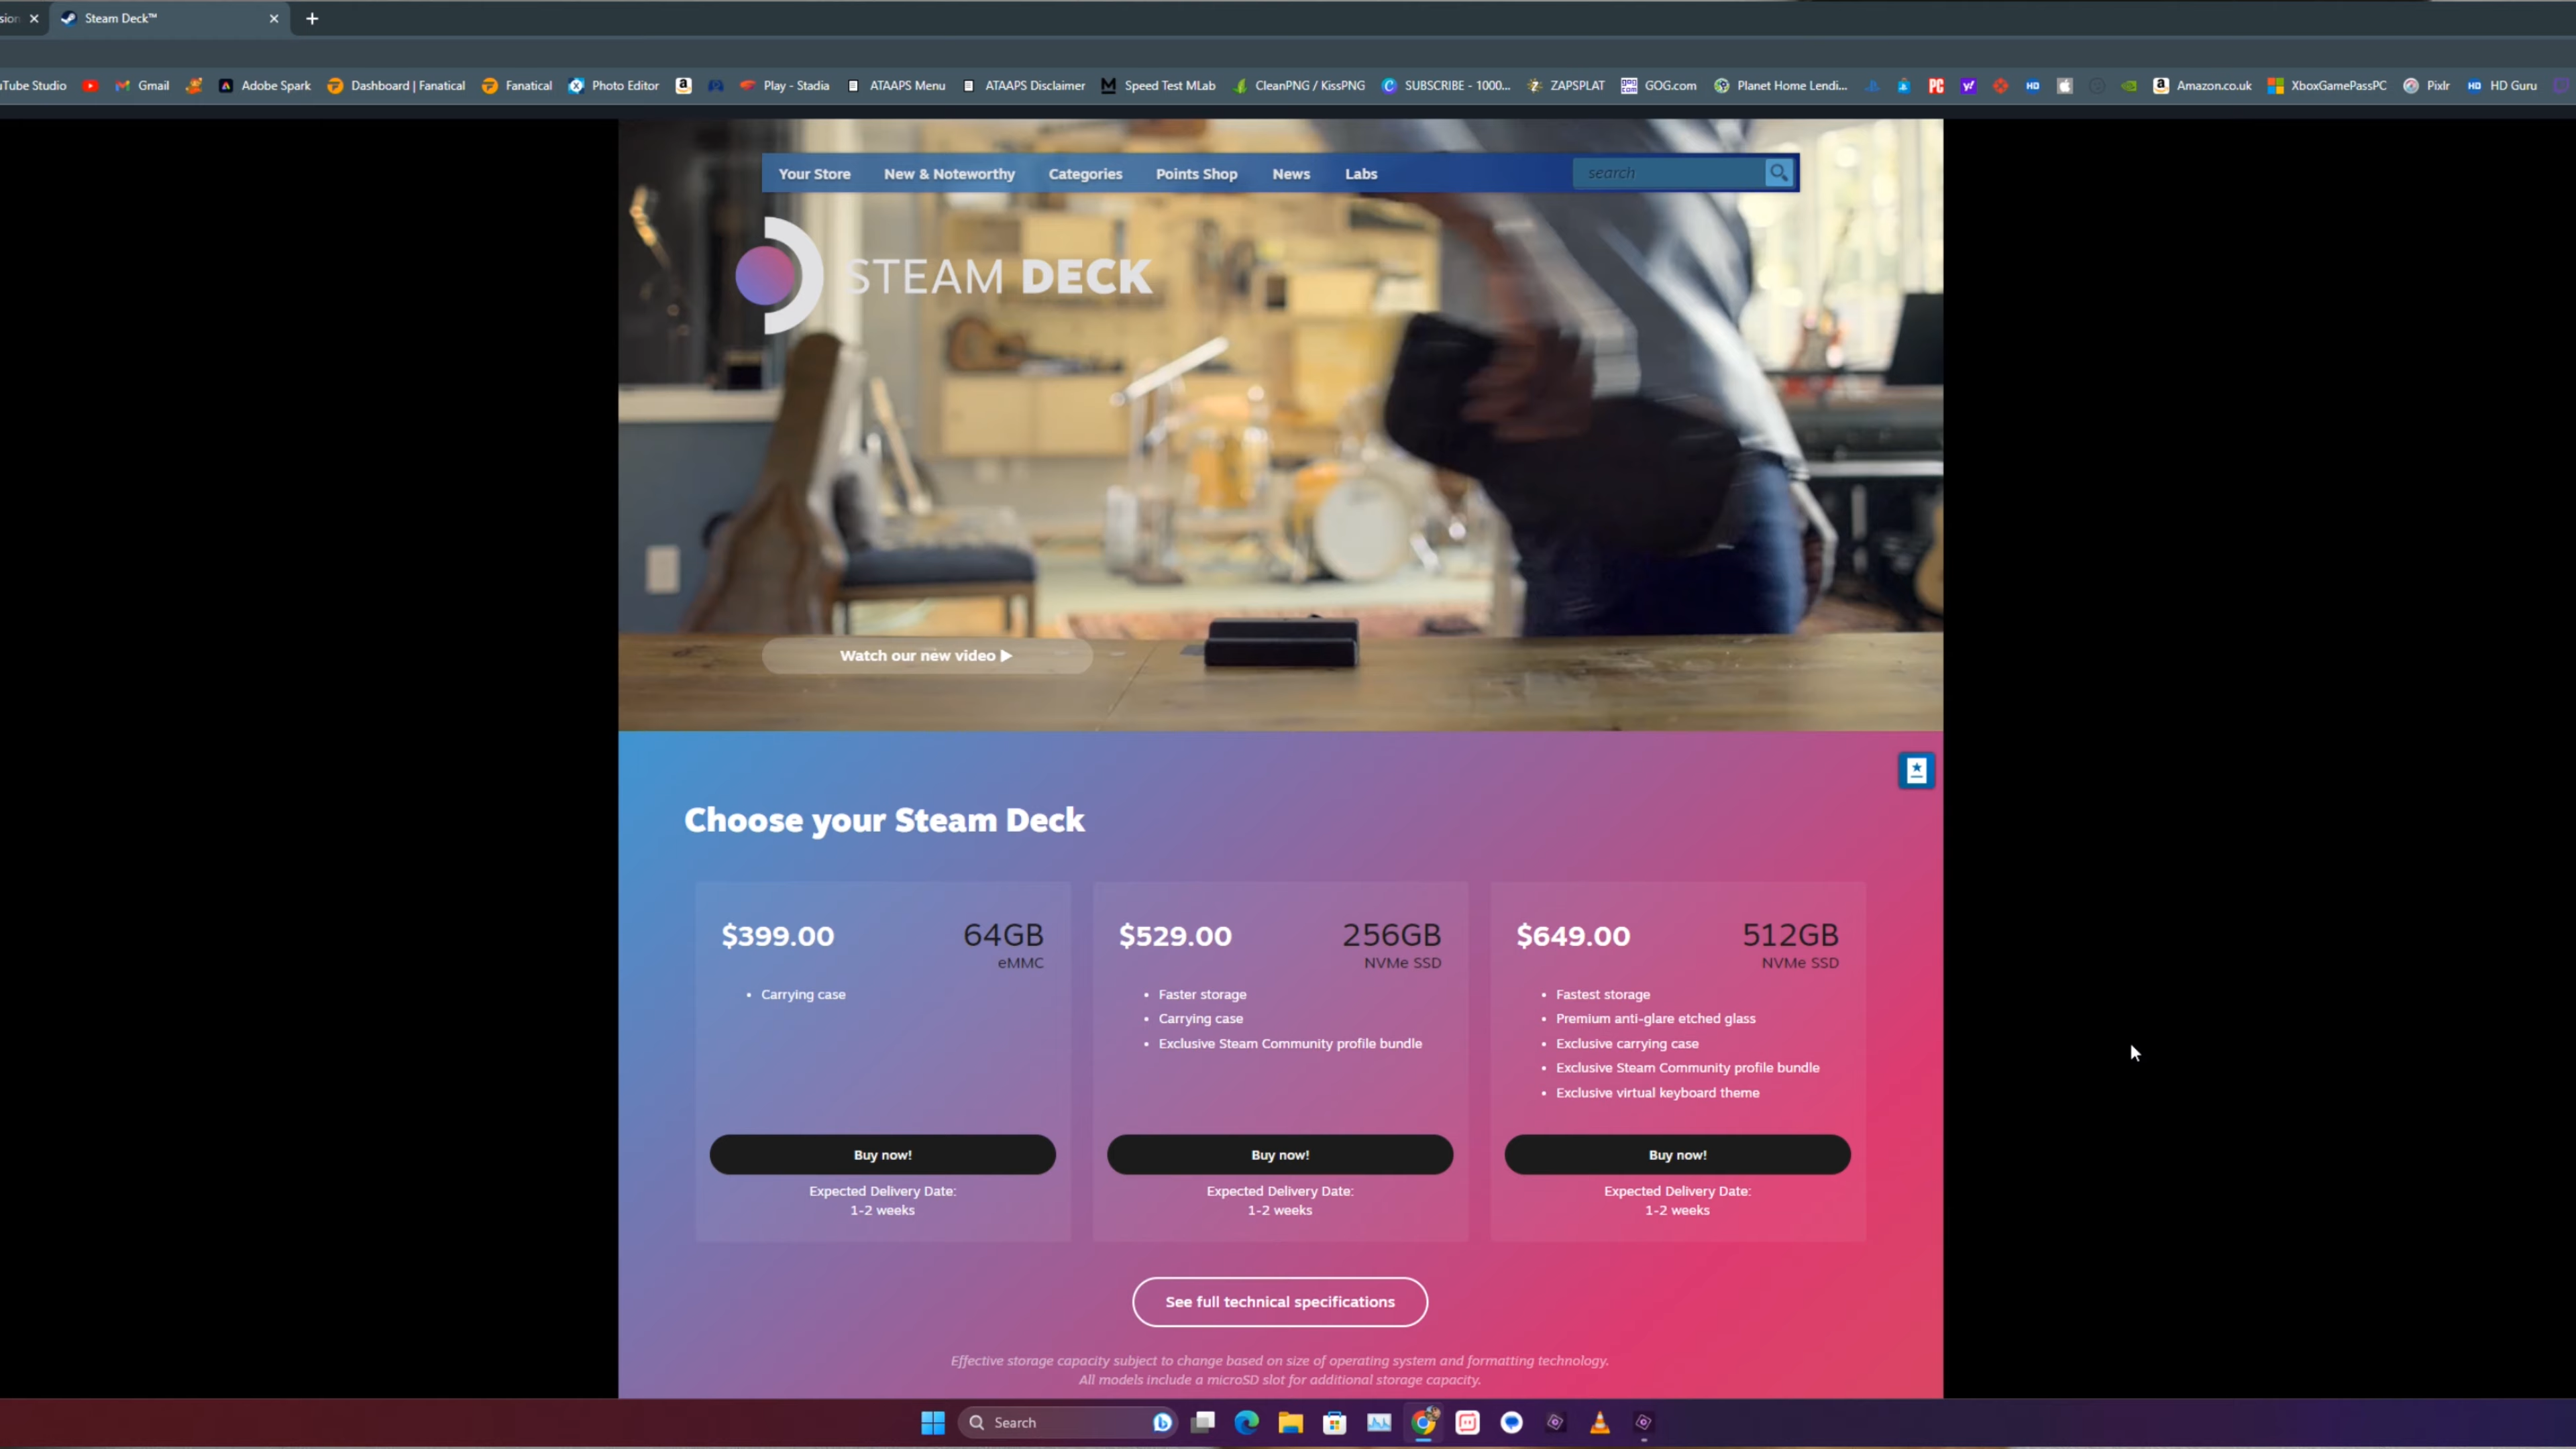 sion
Steam Deck™
uTube Studio
Gmail
Adobe Spark
Dashboard | Fanatical
Fanatical
Photo Editor
Play - Stadia
ATAAPS Menu
ATAAPS Disclaimer
Speed Test MLab
CleanPNG / KissPNG
SUBSCRIBE - 1000...
ZAPSPLAT
GOG.com
Planet Home Lendi...
Amazon.co.uk
XboxGamePassPC
Pixlr
HD Guru
Your Store
New & Noteworthy
Categories
Points Shop
News
Labs
search
STEAM DECK
Watch our new video
Choose your Steam Deck
$399.00
64GB
eMMC
• Carrying case
Buy now!
Expected Delivery Date:
1-2 weeks
$529.00
256GB
NVMe SSD
• Faster storage
• Carrying case
• Exclusive Steam Community profile bundle
Buy now!
Expected Delivery Date:
1-2 weeks
$649.00
512GB
NVMe SSD
• Fastest storage
• Premium anti-glare etched glass
• Exclusive carrying case
• Exclusive Steam Community profile bundle
• Exclusive virtual keyboard theme
Buy now!
Expected Delivery Date:
1-2 weeks
See full technical specifications
Effective storage capacity subject to change based on size of operating system and formatting technology.
All models include a microSD slot for additional storage capacity.
Search